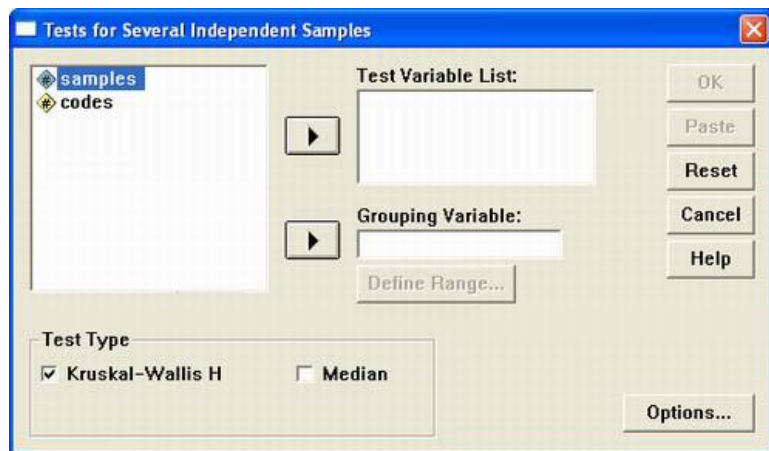 Tests for Several Independent Samples
samples
codes
Test Variable List:
Grouping Variable:
Define Range...
OK
Paste
Reset
Cancel
Help
Test Type
Kruskal-Wallis H
Median
Options...